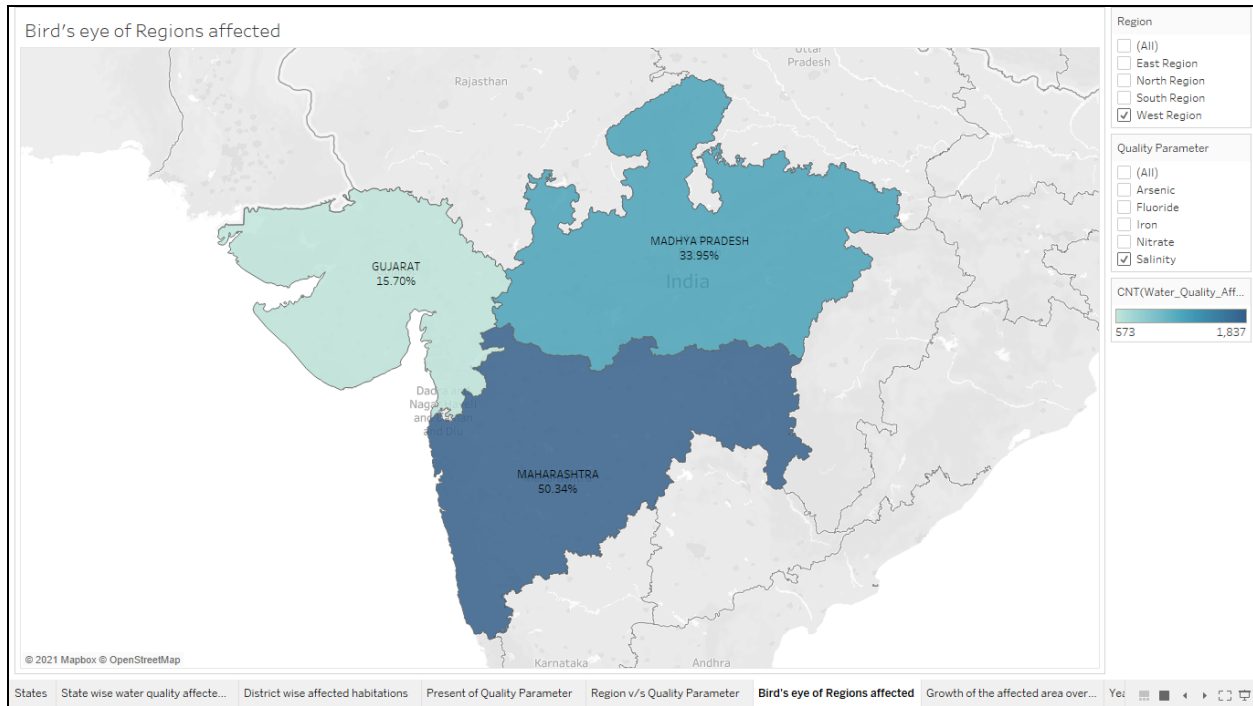 Bird's eye of Regions affected
Rajasthan
Uttar
Pradesh
MADHYA PRADESH
33.95%
India
GUJARAT
15.70%
MAHARASHTRA
50.34%
Karnataka
Andhra
© 2021 Mapbox © OpenStreetMap
Region
(All)
East Region
North Region
South Region
West Region
Quality Parameter
(All)
Arsenic
Fluoride
Iron
Nitrate
Salinity
CNT(Water_Quality_Aff...
573 1,837
States State wise water quality affecte... District wise affected habitations Present of Quality Parameter Region v/s Quality Parameter Bird's eye of Regions affected Growth of the affected area over...